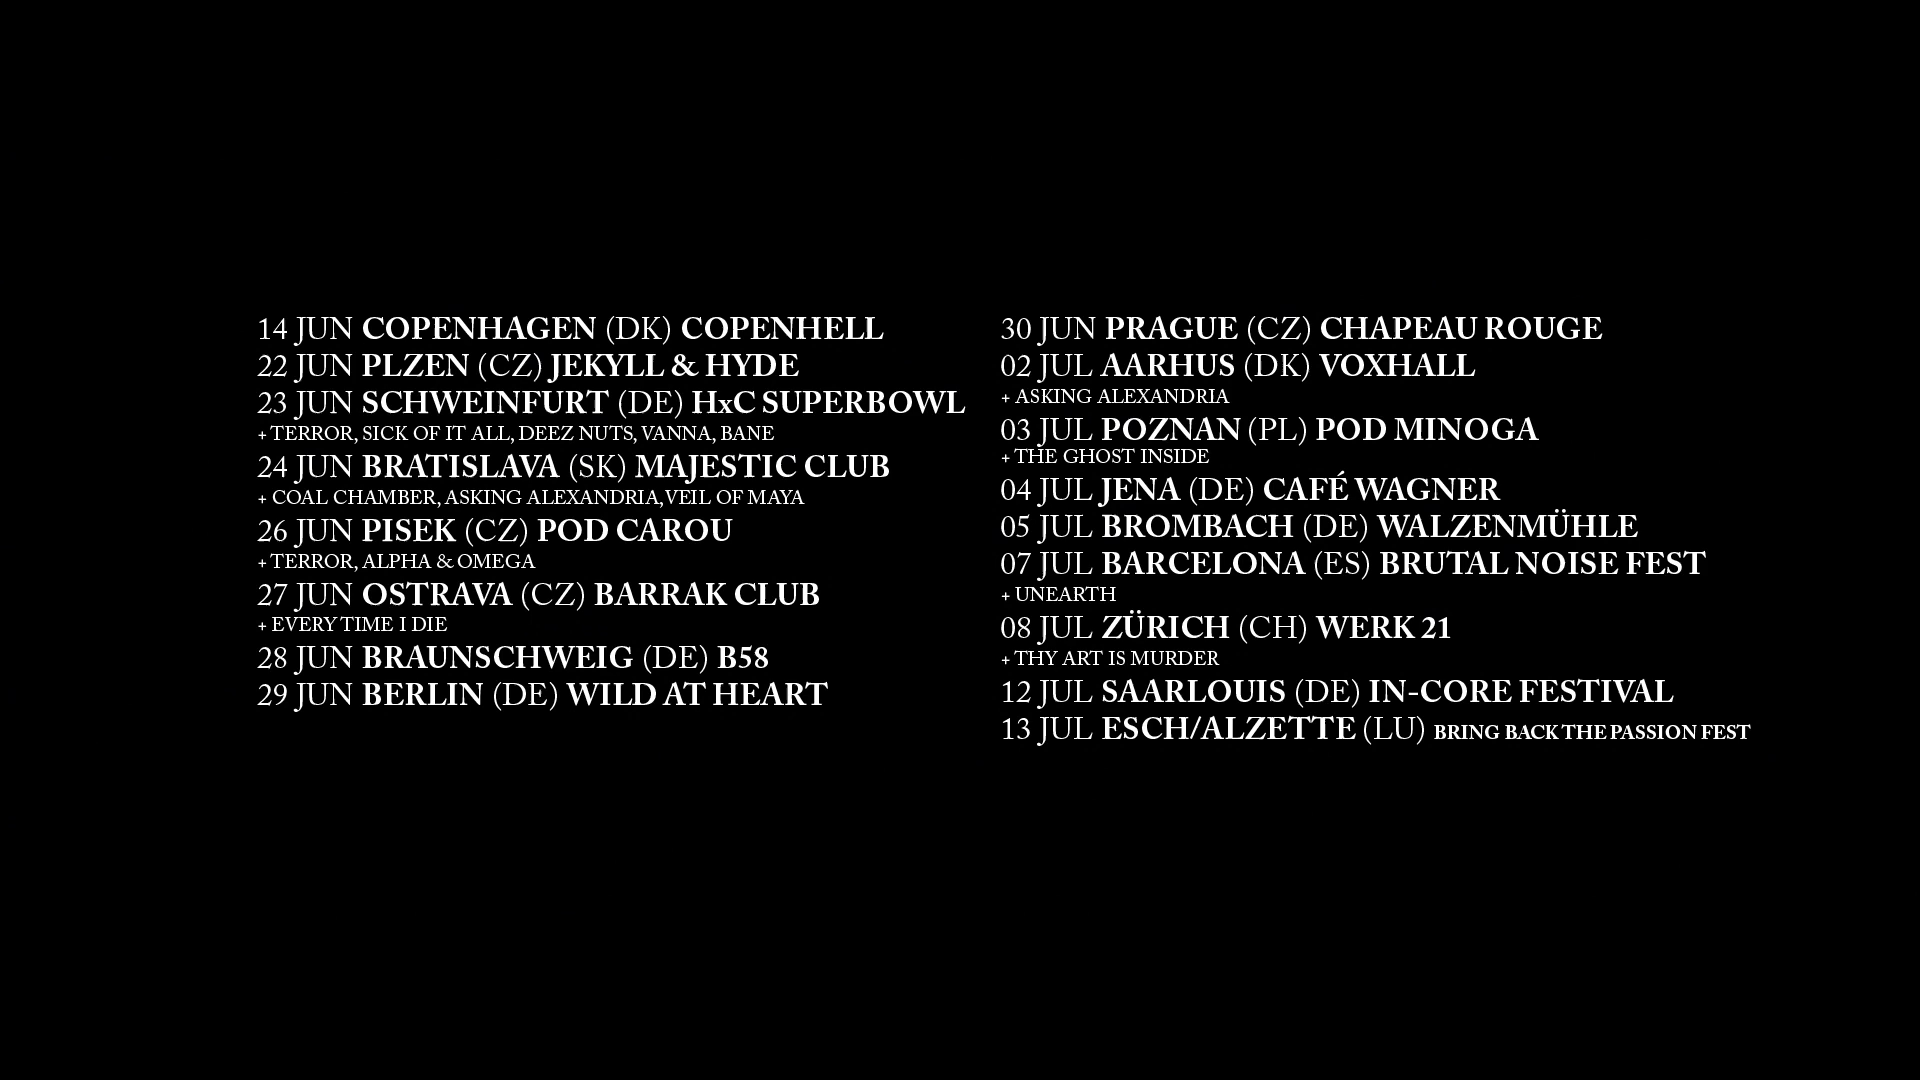 14 JUN COPENHAGEN (DK) COPENHELL
22 JUN PLZEN (CZ) JEKYLL & HYDE
23 JUN SCHWEINFURT (DE) HxC SUPERBOWL
+ TERROR, SICK OF IT ALL, DEEZ NUTS, VANNA, BANE
24 JUN BRATISLAVA (SK) MAJESTIC CLUB
+ COAL CHAMBER, ASKING ALEXANDRIA, VEIL OF MAYA
26 JUN PISEK (CZ) POD CAROU
+ TERROR, ALPHA & OMEGA
27 JUN OSTRAVA (CZ) BARRAK CLUB
+ EVERY TIME I DIE
28 JUN BRAUNSCHWEIG (DE) B58
29 JUN BERLIN (DE) WILD AT HEART
30 JUN PRAGUE (CZ) CHAPEAU ROUGE
02 JUL AARHUS (DK) VOXHALL
+ ASKING ALEXANDRIA
03 JUL POZNAN (PL) POD MINOGA
+ THE GHOST INSIDE
04 JUL JENA (DE) CAFÉ WAGNER
05 JUL BROMBACH (DE) WALZENMÜHLE
07 JUL BARCELONA (ES) BRUTAL NOISE FEST
+ UNEARTH
08 JUL ZÜRICH (CH) WERK 21
+ THY ART IS MURDER
12 JUL SAARLOUIS (DE) IN-CORE FESTIVAL
13 JUL ESCH/ALZETTE (LU) BRING BACK THE PASSION FEST